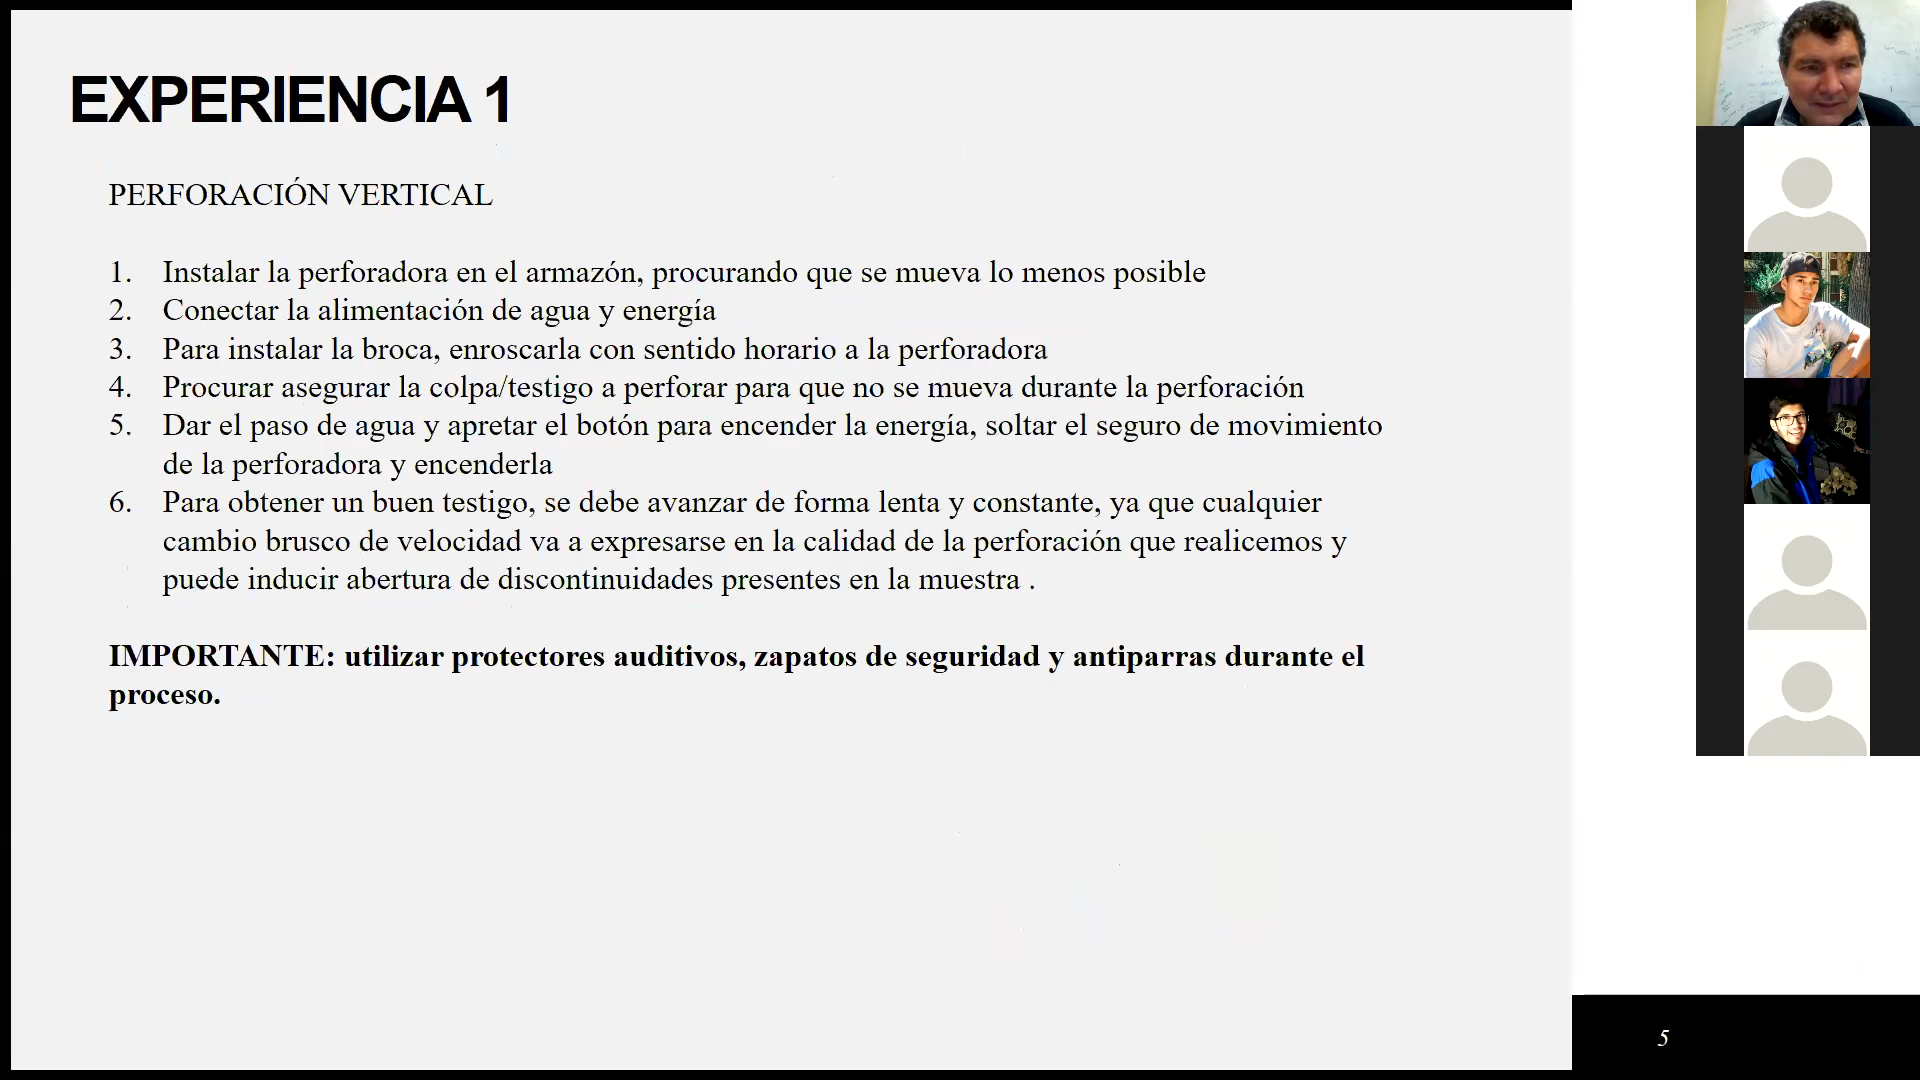 EXPERIENCIA 1
PERFORACIÓN VERTICAL
1. Instalar la perforadora en el armazón, procurando que se mueva lo menos posible
2. Conectar la alimentación de agua y energía
3. Para instalar la broca, enroscarla con sentido horario a la perforadora
4. Procurar asegurar la colpa/testigo a perforar para que no se mueva durante la perforación
5. Dar el paso de agua y apretar el botón para encender la energía, soltar el seguro de movimiento
de la perforadora y encenderla
6. Para obtener un buen testigo, se debe avanzar de forma lenta y constante, ya que cualquier
cambio brusco de velocidad va a expresarse en la calidad de la perforación que realicemos y
puede inducir abertura de discontinuidades presentes en la muestra .
IMPORTANTE: utilizar protectores auditivos, zapatos de seguridad y antiparras durante el
proceso.
5